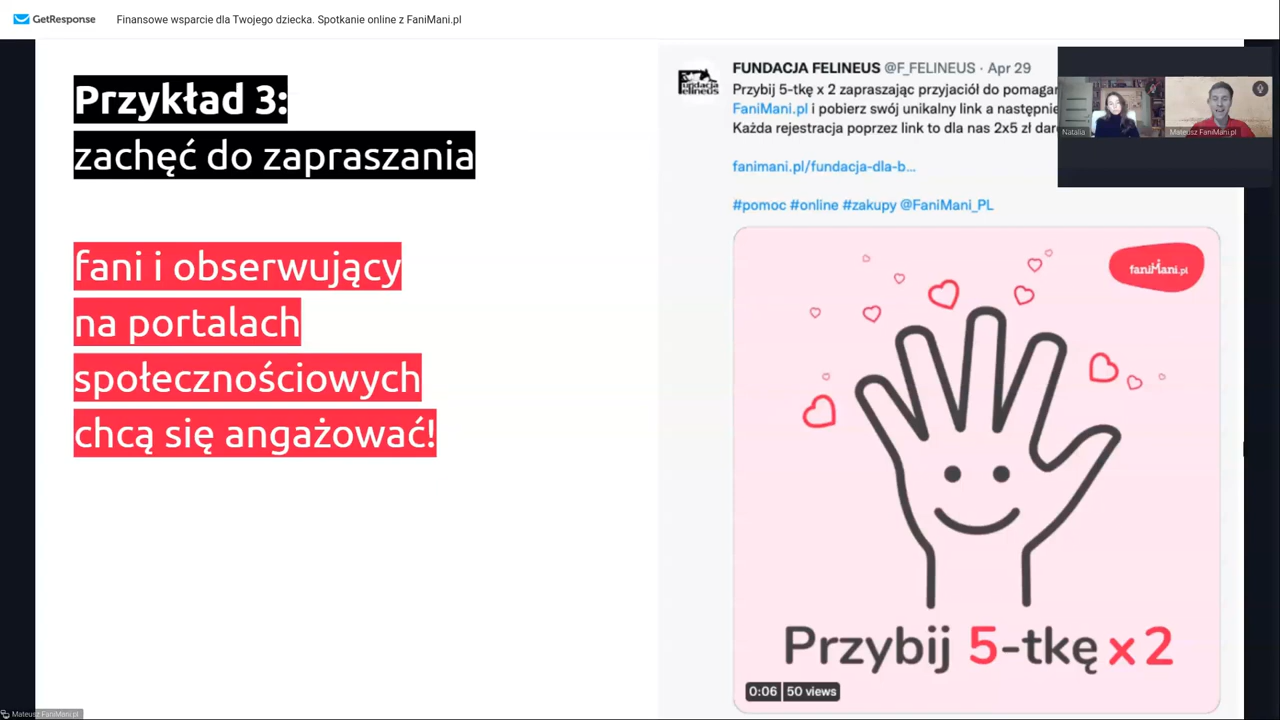 GetResponse
Finansowe wsparcie dla Twojego dziecka. Spotkanie online z FaniMani.pl
Przykład 3:
zachęć do zapraszania
fani i obserwujący
na portalach
społecznościowych
chcą się angażować!
FUNDACJA FELINEUS @F_FELINEUS · Apr 29
Przybij 5-tkę x 2 zapraszając przyjaciół do pomagan
FaniMani.pl i pobierz swój unikalny link a następnie
Każda rejestracja poprzez link to dla nas 2x5 zł
fanimani.pl/fundacja-dla-b...
#pomoc #online #zakupy @FaniMani_PL
fundacja
felineus
Natalia
Mateusz FaniMani.pl
faniMani.pl
Przybij 5-tkę x 2
0:06 50 views
Mateusz FaniMani.pl